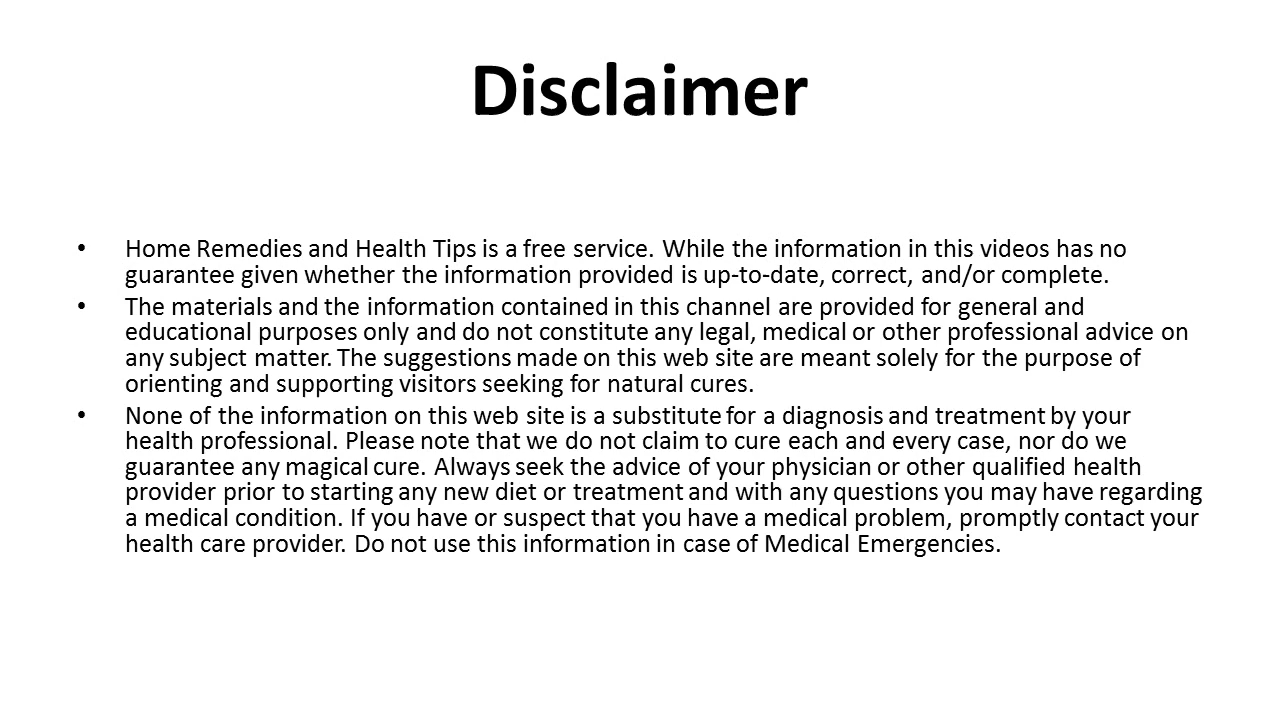 Disclaimer
• Home Remedies and Health Tips is a free service. While the information in this videos has no
guarantee given whether the information provided is up-to-date, correct, and/or complete.
• The materials and the information contained in this channel are provided for general and
educational purposes only and do not constitute any legal, medical or other professional advice on
any subject matter. The suggestions made on this web site are meant solely for the purpose of
orienting and supporting visitors seeking for natural cures.
• None of the information on this web site is a substitute for a diagnosis and treatment by your
health professional. Please note that we do not claim to cure each and every case, nor do we
guarantee any magical cure. Always seek the advice of your physician or other qualified health
provider prior to starting any new diet or treatment and with any questions you may have regarding
a medical condition. If you have or suspect that you have a medical problem, promptly contact your
health care provider. Do not use this information in case of Medical Emergencies.